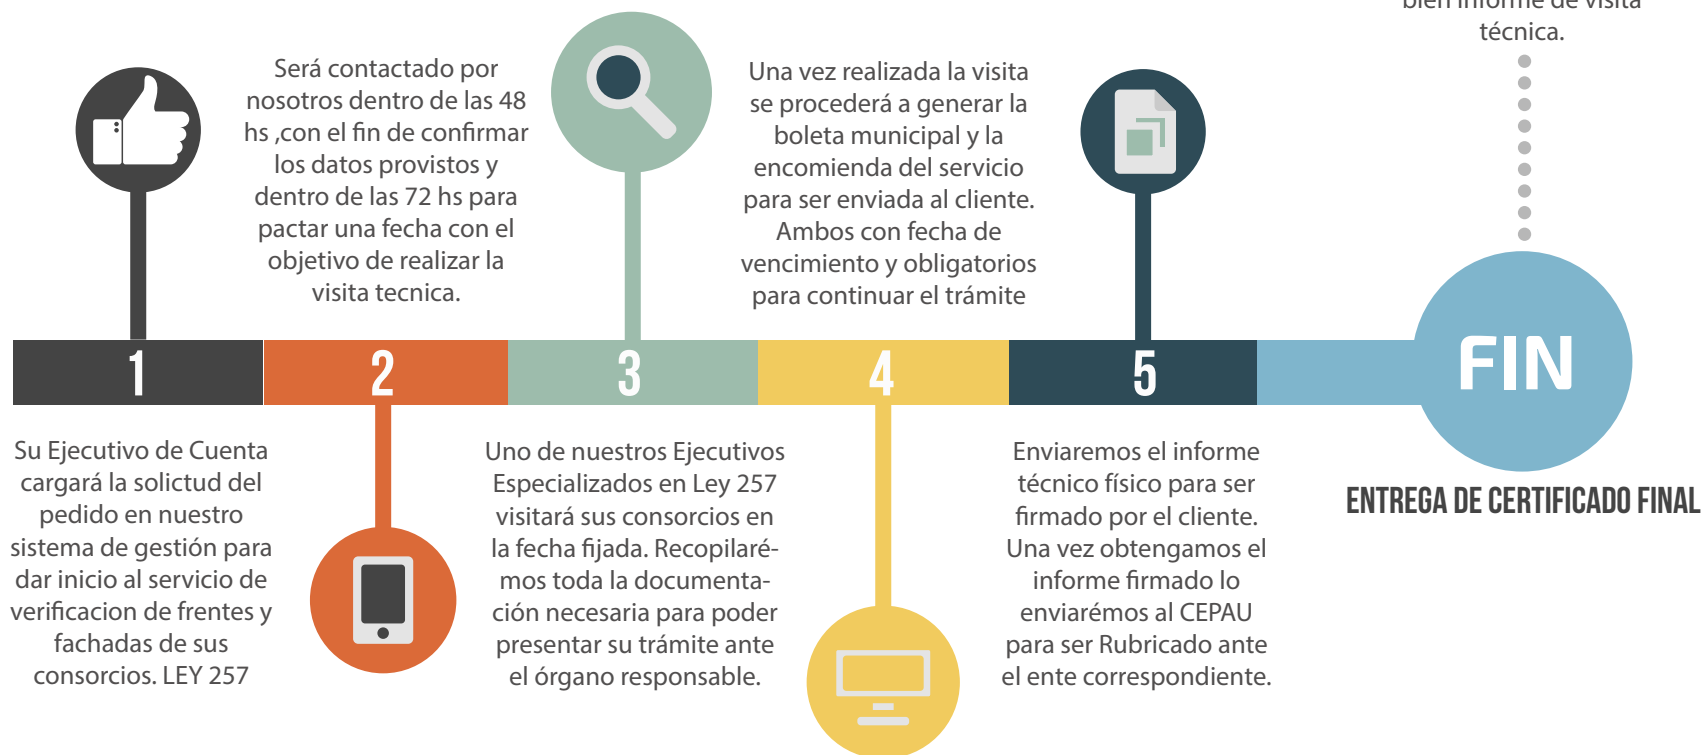 1
Su Ejecutivo de Cuenta
cargará la solictud del
pedido en nuestro
sistema de gestión para
dar inicio al servicio de
verificacion de frentes y
fachadas de sus
consorcios. LEY 257
Será contactado por
nosotros dentro de las 48
hs ,con el fin de confirmar
los datos provistos y
dentro de las 72 hs para
pactar una fecha con el
objetivo de realizar la
visita tecnica.
2
3
Uno de nuestros Ejecutivos
Especializados en Ley 257
visitará sus consorcios en
la fecha fijada. Recopilaré-
mos toda la documenta-
ción necesaria para poder
presentar su trámite ante
el órgano responsable.
Una vez realizada la visita
se procederá a generar la
boleta municipal y la
encomienda del servicio
para ser enviada al cliente.
Ambos con fecha de
vencimiento y obligatorios
para continuar el trámite
4
5
Enviaremos el informe
técnico físico para ser
firmado por el cliente.
Una vez obtengamos el
informe firmado lo
enviarémos al CEPAU
para ser Rubricado ante
el ente correspondiente.
bien informe de visita
técnica.
FIN
ENTREGA DE CERTIFICADO FINAL